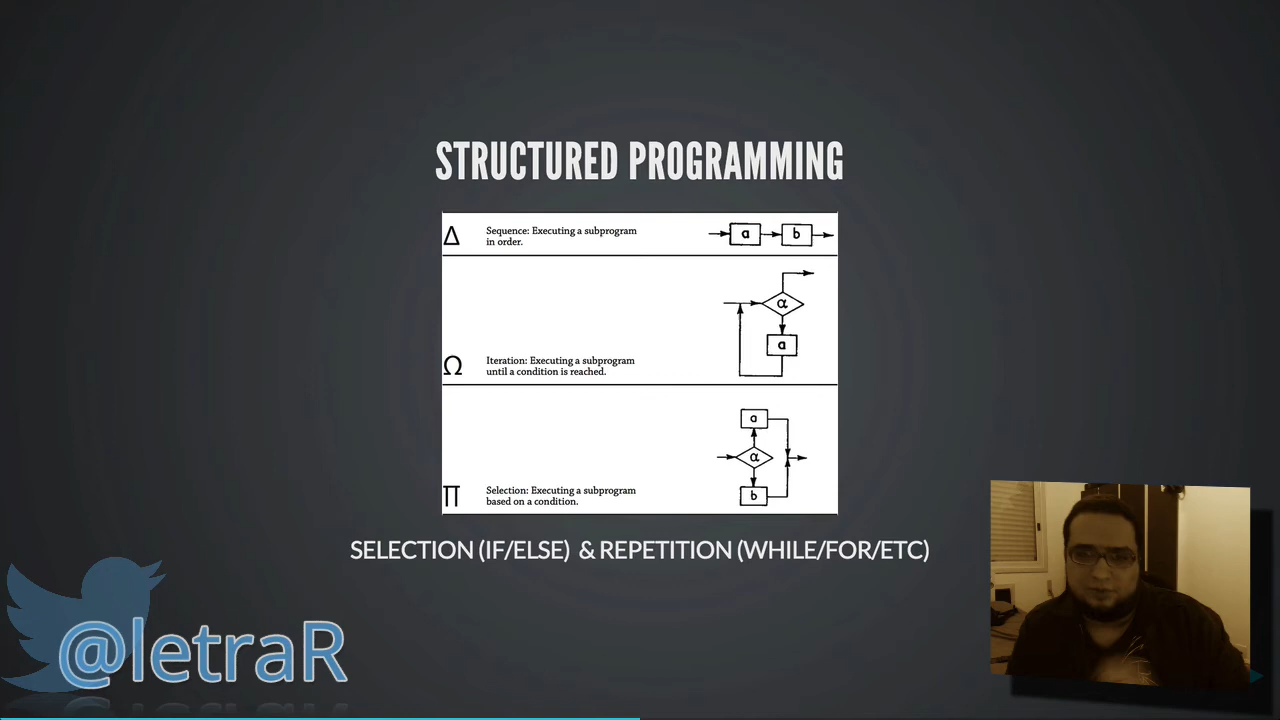 STRUCTURED PROGRAMMING
Δ Sequence: Executing a subprogram
in order.
a b
α
a
Ω Iteration: Executing a subprogram
until a condition is reached.
a
α
b
Π Selection: Executing a subprogram
based on a condition.
SELECTION (IF/ELSE) & REPETITION (WHILE/FOR/ETC)
@letraR